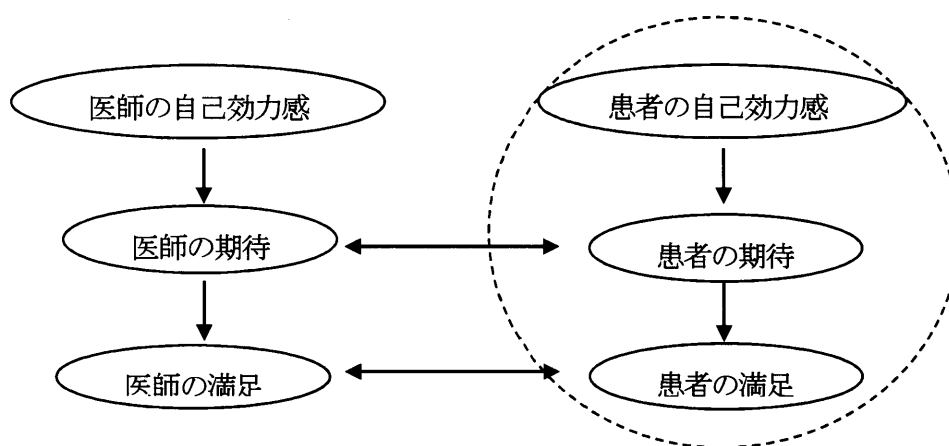 医師の自己効力感
患者の自己効力感
医師の期待
患者の期待
医師の満足
患者の満足